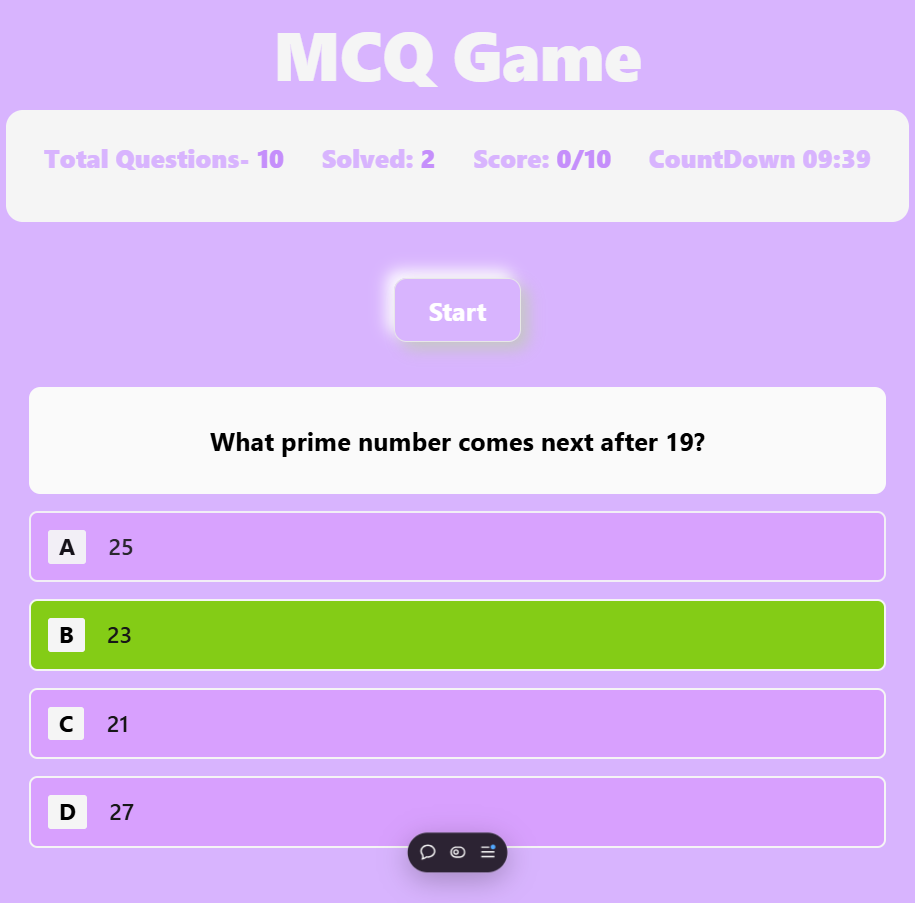 MCQ Game
Total Questions- 10 Solved: 2 Score: 0/10 CountDown 09:39
Start
What prime number comes next after 19?
A 25
B 23
C 21
D 27